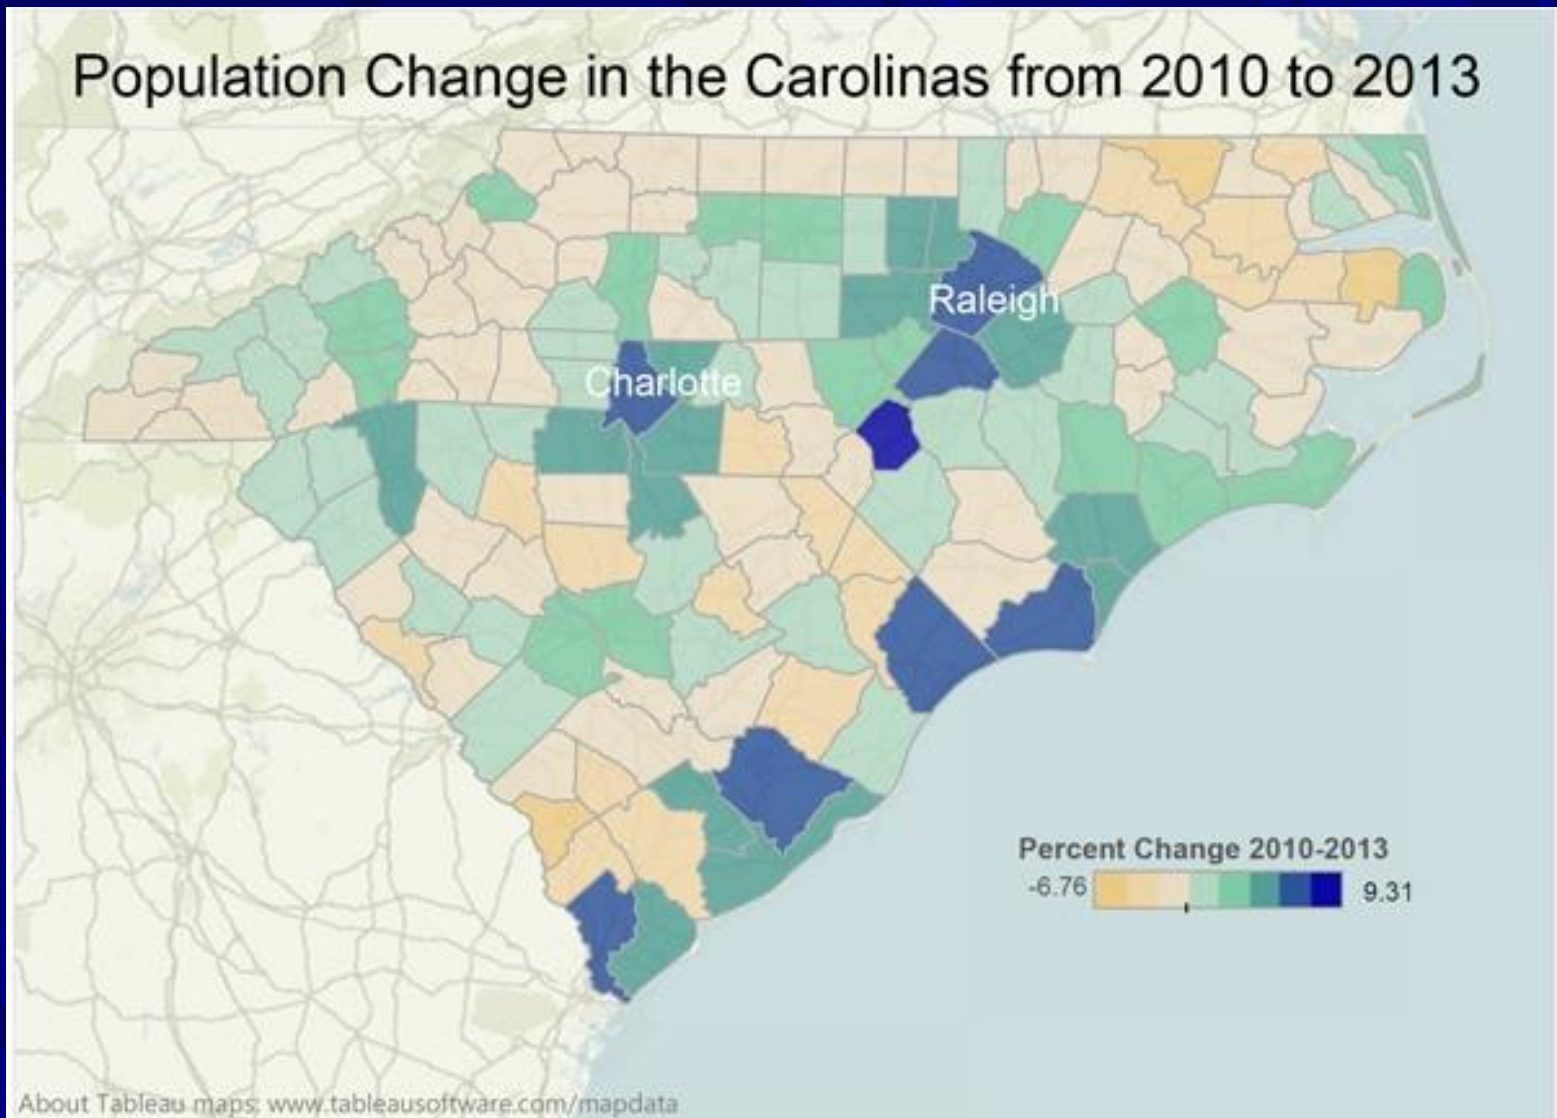 Population Change in the Carolinas from 2010 to 2013
Raleigh
Charlotte
Percent Change 2010-2013
-6.76 9.31
About Tableau maps: www.tableausoftware.com/mapdata